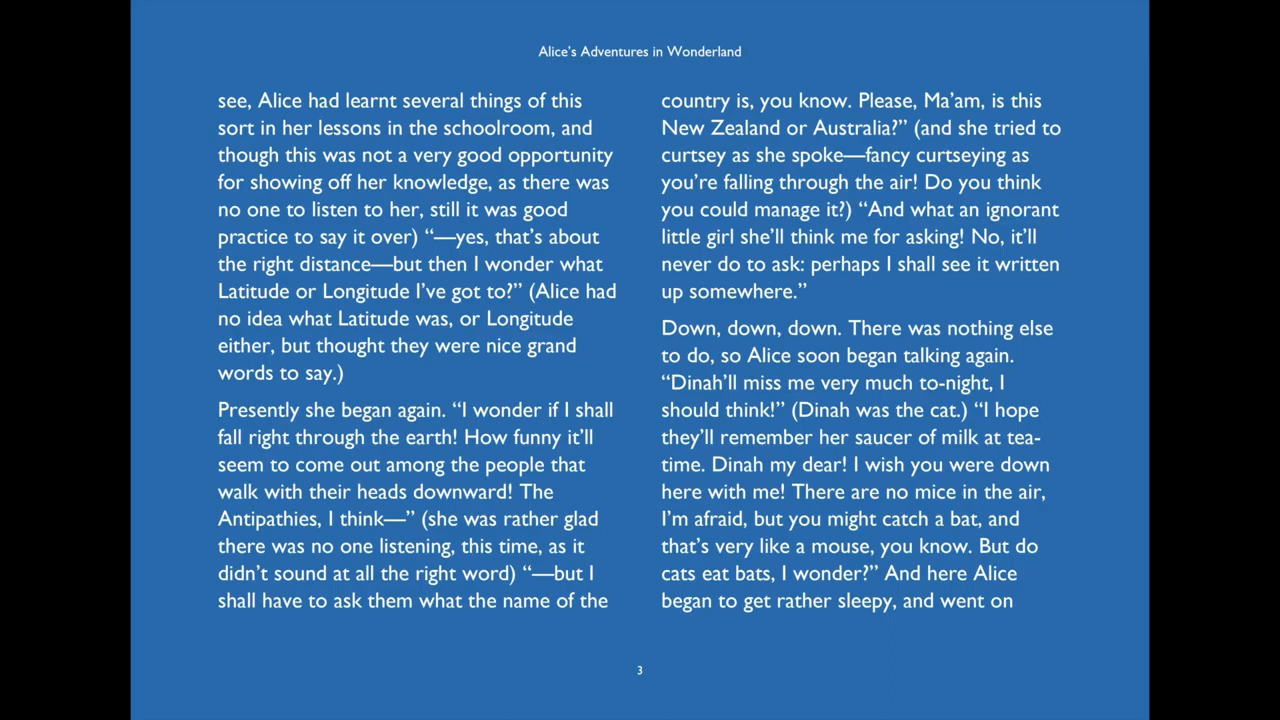 Alice’s Adventures in Wonderland
see, Alice had learnt several things of this
sort in her lessons in the schoolroom, and
though this was not a very good opportunity
for showing off her knowledge, as there was
no one to listen to her, still it was good
practice to say it over) “—yes, that’s about
the right distance—but then I wonder what
Latitude or Longitude I’ve got to?” (Alice had
no idea what Latitude was, or Longitude
either, but thought they were nice grand
words to say.)
Presently she began again. “I wonder if I shall
fall right through the earth! How funny it’ll
seem to come out among the people that
walk with their heads downward! The
Antipathies, I think—” (she was rather glad
there was no one listening, this time, as it
didn’t sound at all the right word) “—but I
shall have to ask them what the name of the
country is, you know. Please, Ma’am, is this
New Zealand or Australia?” (and she tried to
curtsey as she spoke—fancy curtseying as
you’re falling through the air! Do you think
you could manage it?) “And what an ignorant
little girl she’ll think me for asking! No, it’ll
never do to ask: perhaps I shall see it written
up somewhere.”
Down, down, down. There was nothing else
to do, so Alice soon began talking again.
“Dinah’ll miss me very much to-night, I
should think!” (Dinah was the cat.) “I hope
they’ll remember her saucer of milk at tea-
time. Dinah my dear! I wish you were down
here with me! There are no mice in the air,
I’m afraid, but you might catch a bat, and
that’s very like a mouse, you know. But do
cats eat bats, I wonder?” And here Alice
began to get rather sleepy, and went on
3